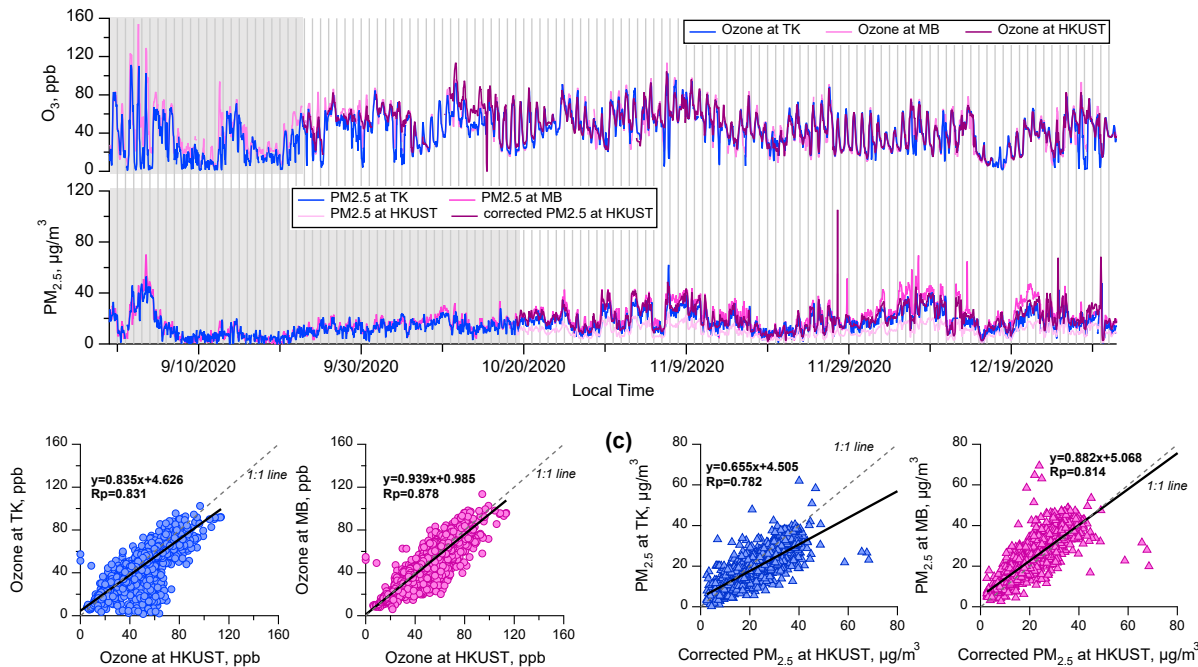 160
120
80
40
0
O3, ppb
Ozone at TK
Ozone at MB
Ozone at HKUST
120
80
40
0
PM2.5, µg/m3
PM2.5 at TK
PM2.5 at MB
PM2.5 at HKUST
corrected PM2.5 at HKUST
9/10/2020
9/30/2020
10/20/2020
11/9/2020
11/29/2020
12/19/2020
Local Time
160
120
80
40
0
Ozone at TK, ppb
y=0.835x+4.626
Rp=0.831
1:1 line
0
40
80
120
160
Ozone at HKUST, ppb
160
120
80
40
0
Ozone at MB, ppb
y=0.939x+0.985
Rp=0.878
1:1 line
0
40
80
120
160
Ozone at HKUST, ppb
(c)
80
60
40
20
0
PM2.5 at TK, µg/m3
y=0.655x+4.505
Rp=0.782
1:1 line
0
20
40
60
80
Corrected PM2.5 at HKUST, µg/m3
80
60
40
20
0
PM2.5 at MB, µg/m3
y=0.882x+5.068
Rp=0.814
1:1 line
0
20
40
60
80
Corrected PM2.5 at HKUST, µg/m3